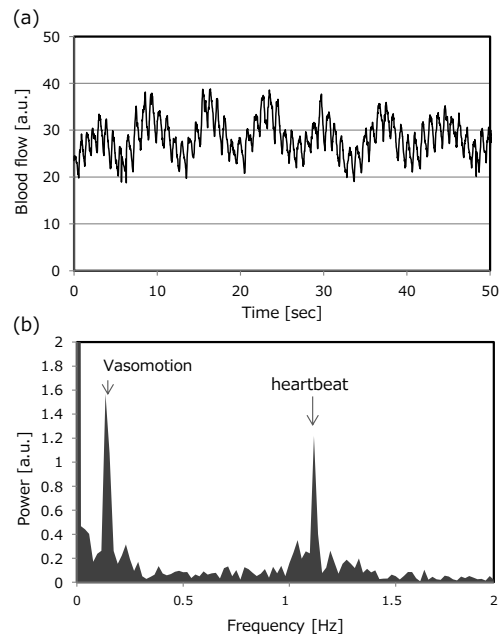 (a)
50
40
30
20
10
0
Blood flow [a.u.]
0 10 20 30 40 50
Time [sec]
(b)
2
1.8
1.6
1.4
1.2
1
0.8
0.6
0.4
0.2
0
Power [a.u.]
Vasomotion
heartbeat
0 0.5 1 1.5 2
Frequency [Hz]